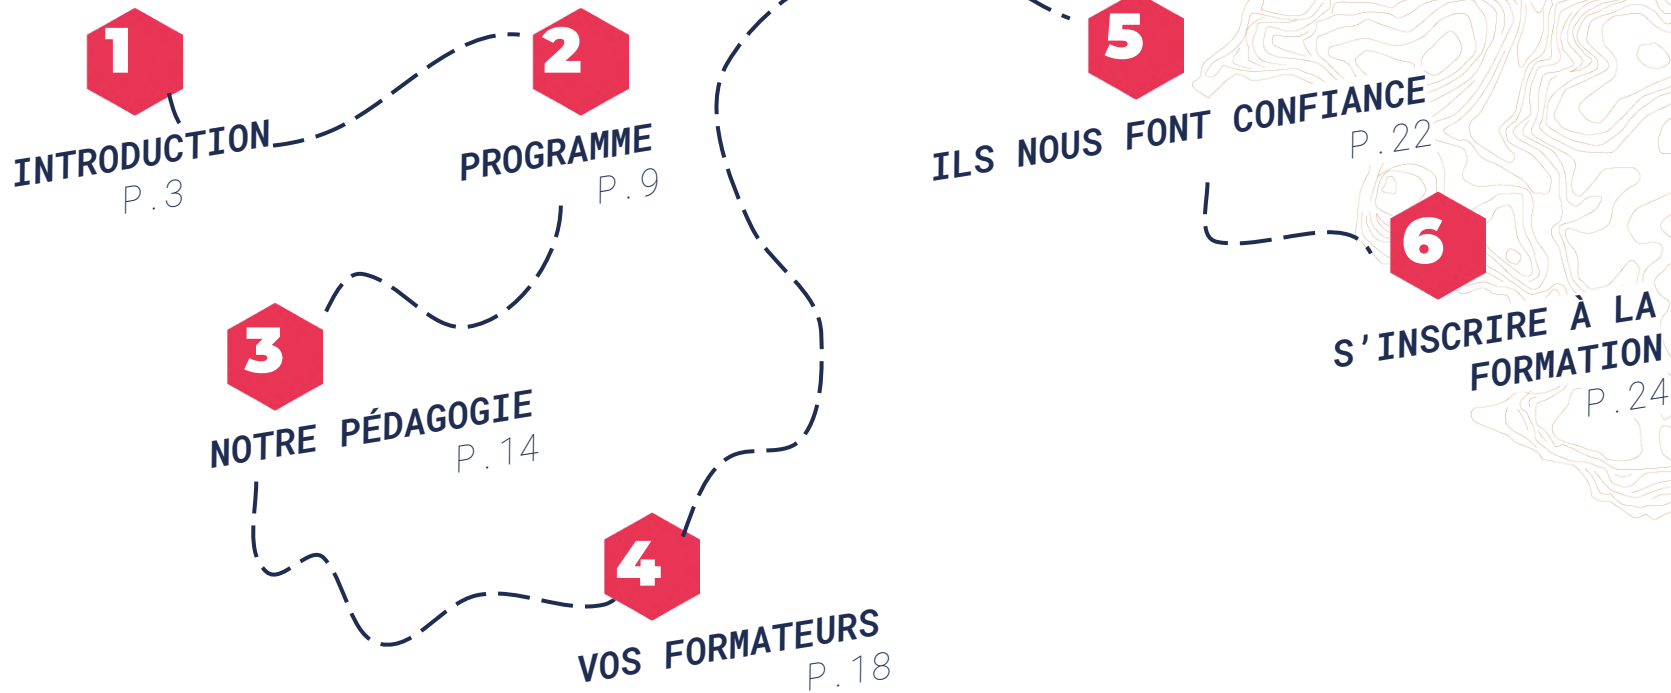 1
INTRODUCTION
P.3
2
PROGRAMME
P.9
3
NOTRE PÉDAGOGIE
P.14
4
VOS FORMATEURS
P.18
5
ILS NOUS FONT CONFIANCE
P.22
6
S'INSCRIRE À LA
FORMATION
P.24